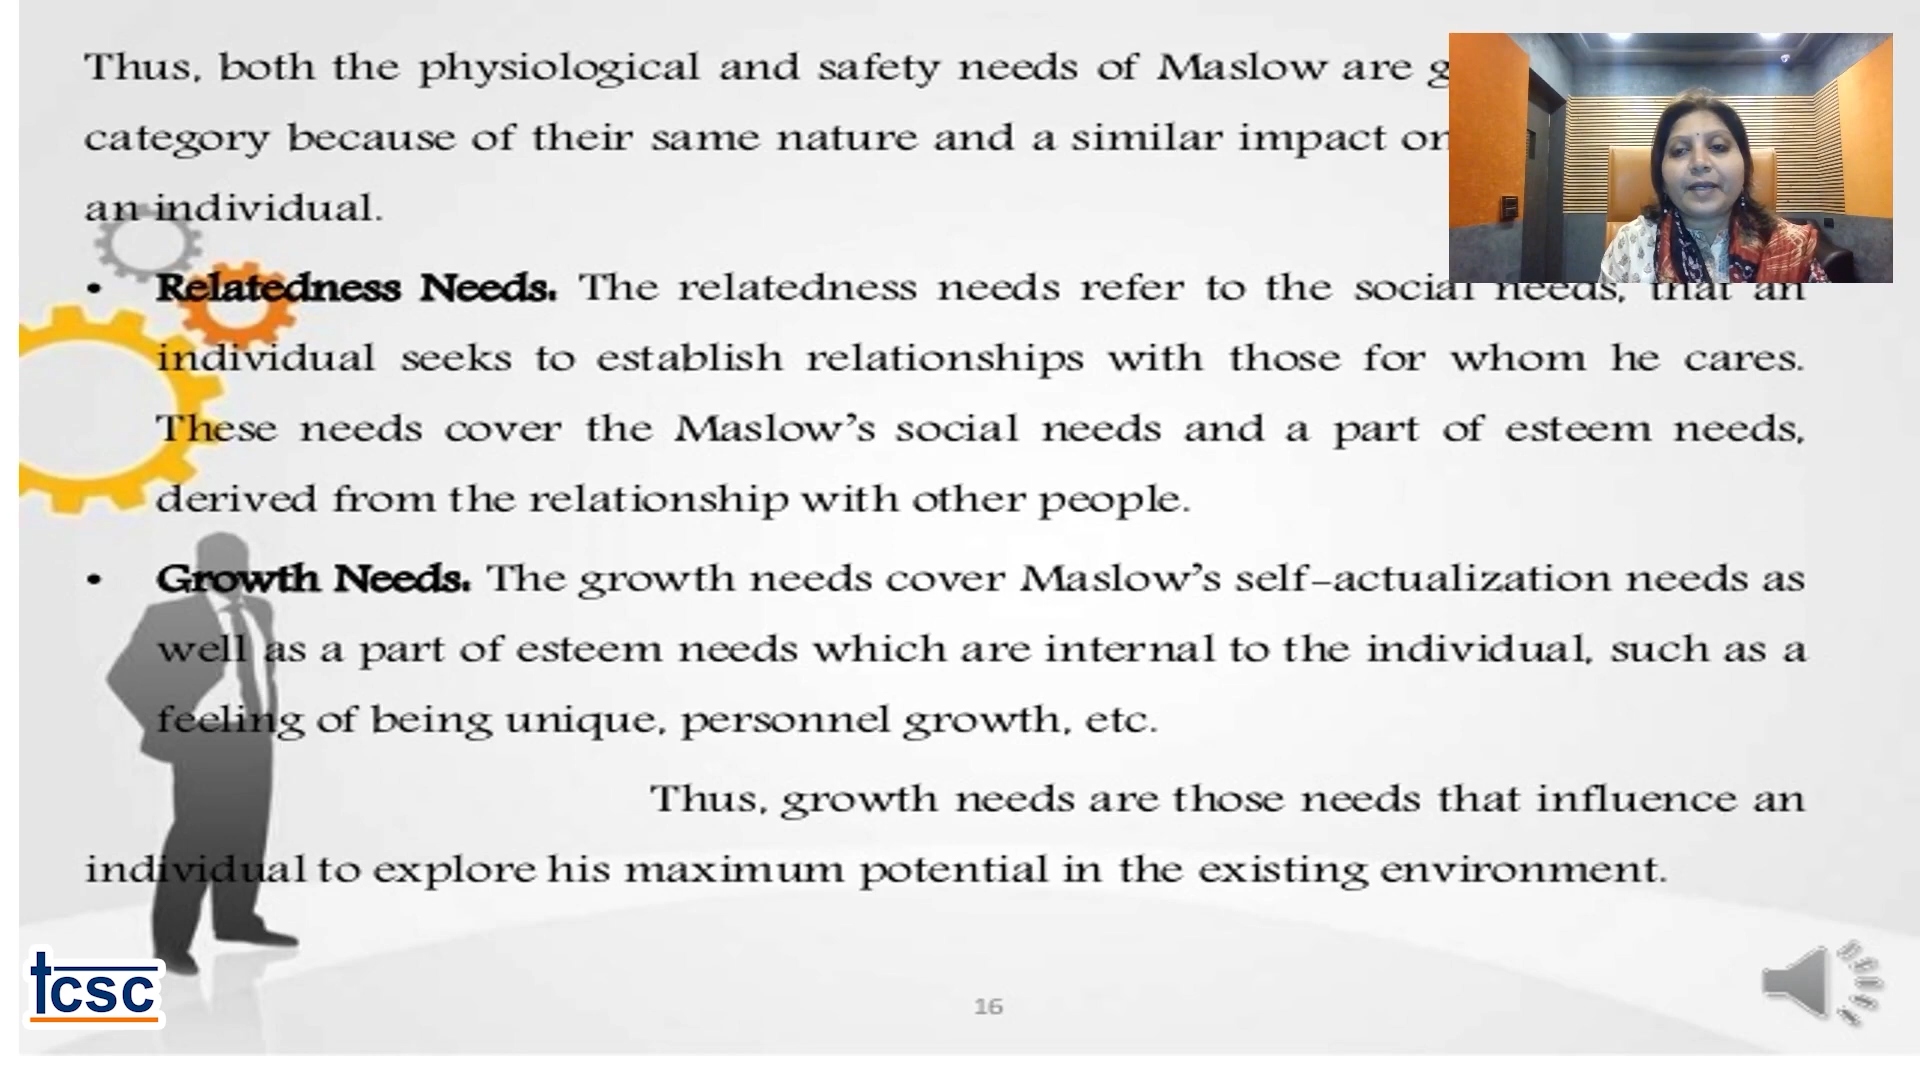 Thus, both the physiological and safety needs of Maslow are
category because of their same nature and a similar impact on
an individual.
• Relatedness Needs. The relatedness needs refer to the social needs, that an
individual seeks to establish relationships with those for whom he cares.
These needs cover the Maslow's social needs and a part of esteem needs,
derived from the relationship with other people.
• Growth Needs. The growth needs cover Maslow's self-actualization needs as
well as a part of esteem needs which are internal to the individual, such as a
feeling of being unique, personnel growth, etc.
Thus, growth needs are those needs that influence an
individual to explore his maximum potential in the existing environment.
tcsc
16